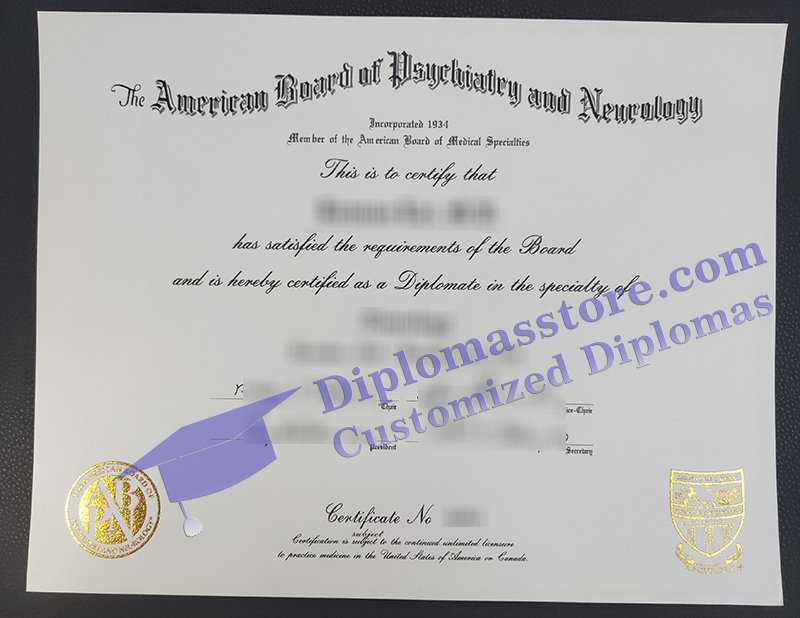 The American Board of Psychiatry and Neurology
Incorporated 1934
Member of the American Board of Medical Specialties
This is to certify that
has satisfied the requirements of the Board
and is hereby certified as a Diplomate in the specialty of
Diplomasstore.com
Customized Diplomas
Chair
President
Secretary
Certificate No
subject
Certification is subject to the continued unlimited licensure
to practice medicine in the United States of America or Canada.